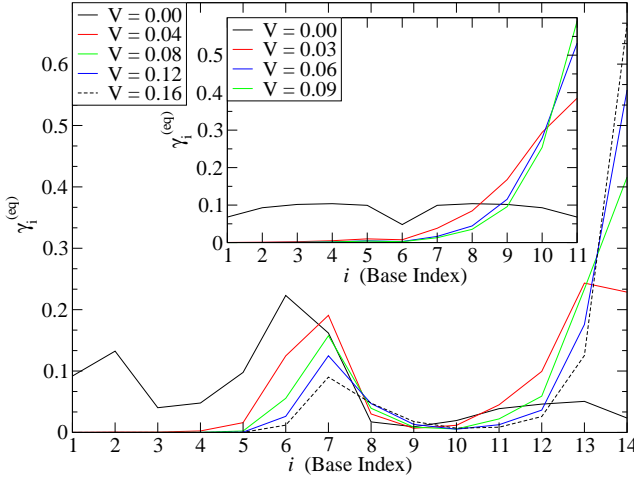 V = 0.00
V = 0.04
V = 0.08
V = 0.12
V = 0.16
V = 0.00
V = 0.03
V = 0.06
V = 0.09
0.5
0.4
0.3
0.2
0.1
0
γi(eq)
1 2 3 4 5 6 7 8 9 10 11
i (Base Index)
0.6
0.5
0.4
0.3
0.2
0.1
0
γi(eq)
1 2 3 4 5 6 7 8 9 10 11 12 13 14
i (Base Index)